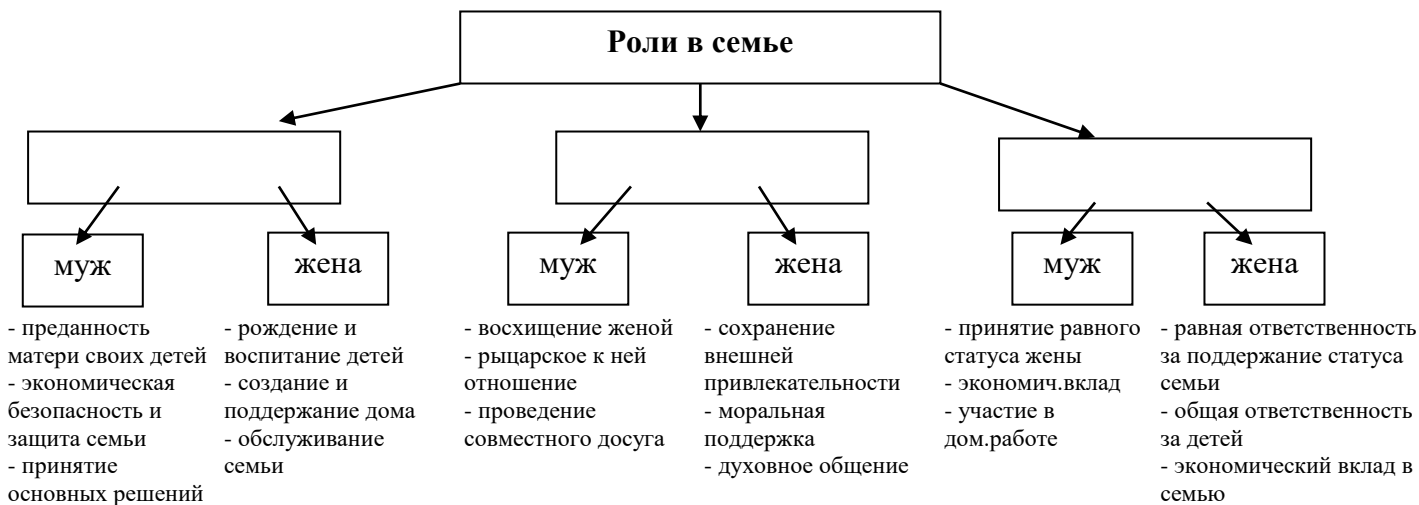 Роли в семье
муж
жена
муж
жена
муж
жена
- преданность
матери своих детей
- экономическая
безопасность и
защита семьи
- принятие
основных решений
- рождение и
воспитание детей
- создание и
поддержание дома
- обслуживание
семьи
- восхищение женой
- рыцарское к ней
отношение
- проведение
совместного досуга
- сохранение
внешней
привлекательности
- моральная
поддержка
- духовное общение
- принятие равного
статуса жены
- экономич.вклад
- участие в
дом.работе
- равная ответственность
за поддержание статуса
семьи
- общая ответственность
за детей
- экономический вклад в
семью